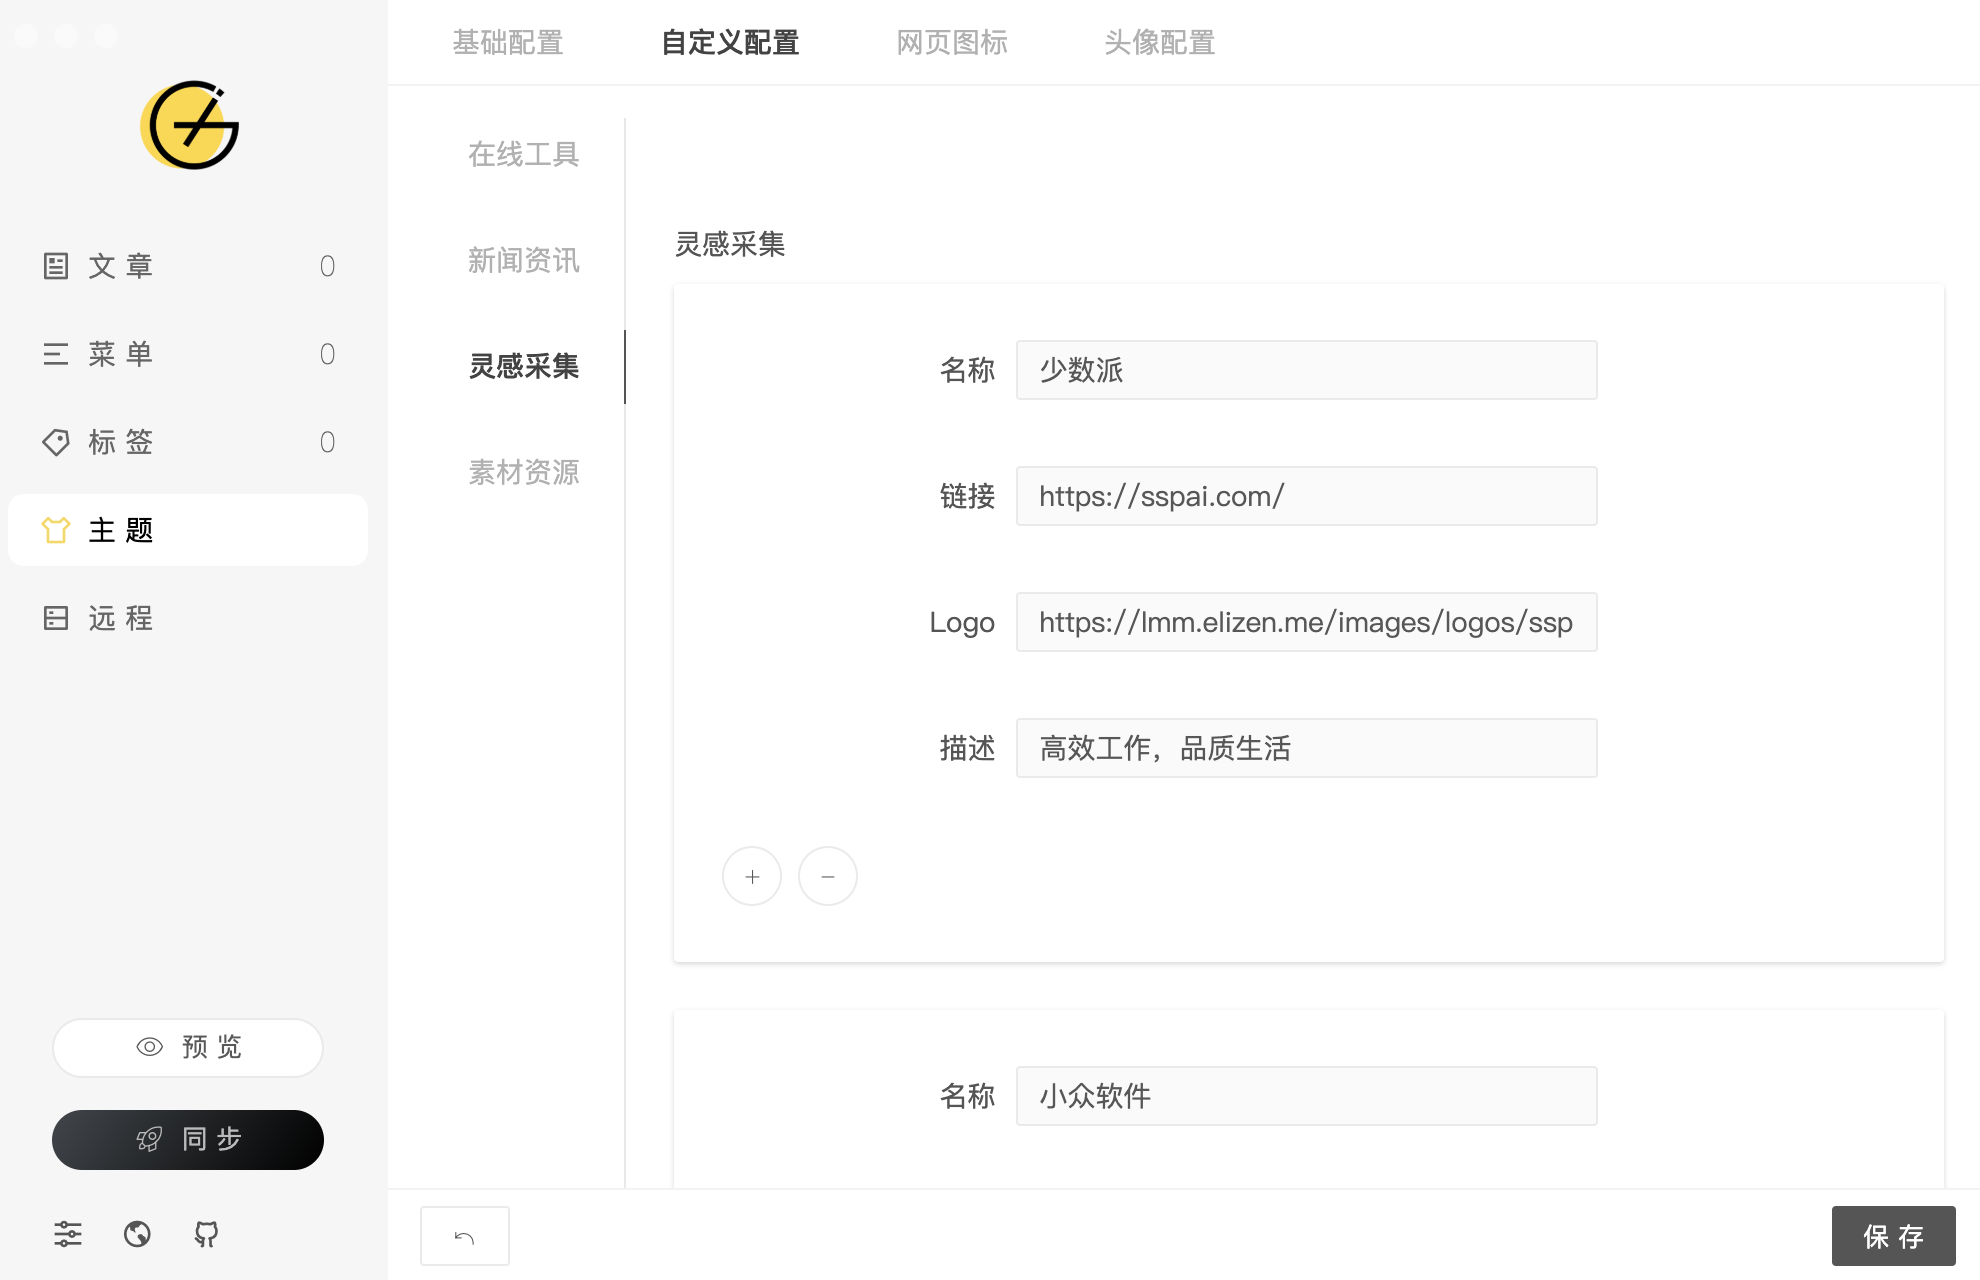 基础配置
自定义配置
网页图标
头像配置
文章 0
菜单 0
标签 0
主题
远程
预览
同步
在线工具
新闻资讯
灵感采集
素材资源
灵感采集
名称 少数派
链接 https://sspai.com/
Logo https://lmm.elizen.me/images/logos/ssp
描述 高效工作，品质生活
名称 小众软件
保存